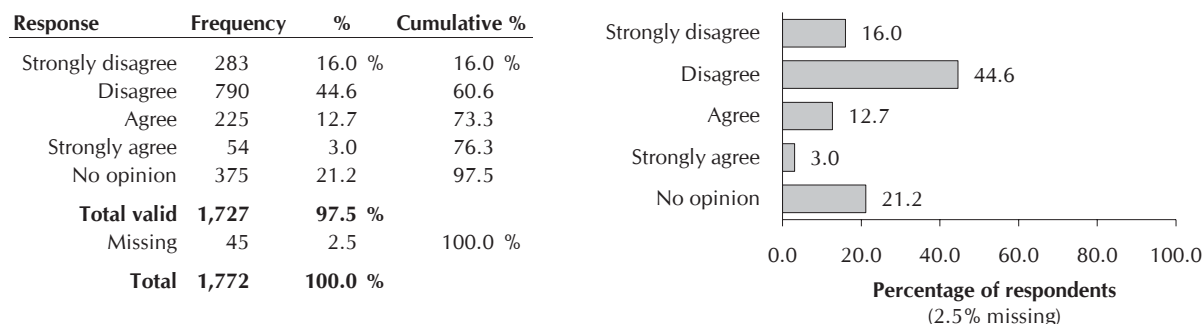 Response Frequency % Cumulative %
Strongly disagree 283 16.0 % 16.0 %
Disagree 790 44.6 60.6
Agree 225 12.7 73.3
Strongly agree 54 3.0 76.3
No opinion 375 21.2 97.5
Total valid 1,727 97.5 %
Missing 45 2.5 100.0 %
Total 1,772 100.0 %
Strongly disagree 16.0
Disagree 44.6
Agree 12.7
Strongly agree 3.0
No opinion 21.2
0.0 20.0 40.0 60.0 80.0 100.0
Percentage of respondents
(2.5% missing)